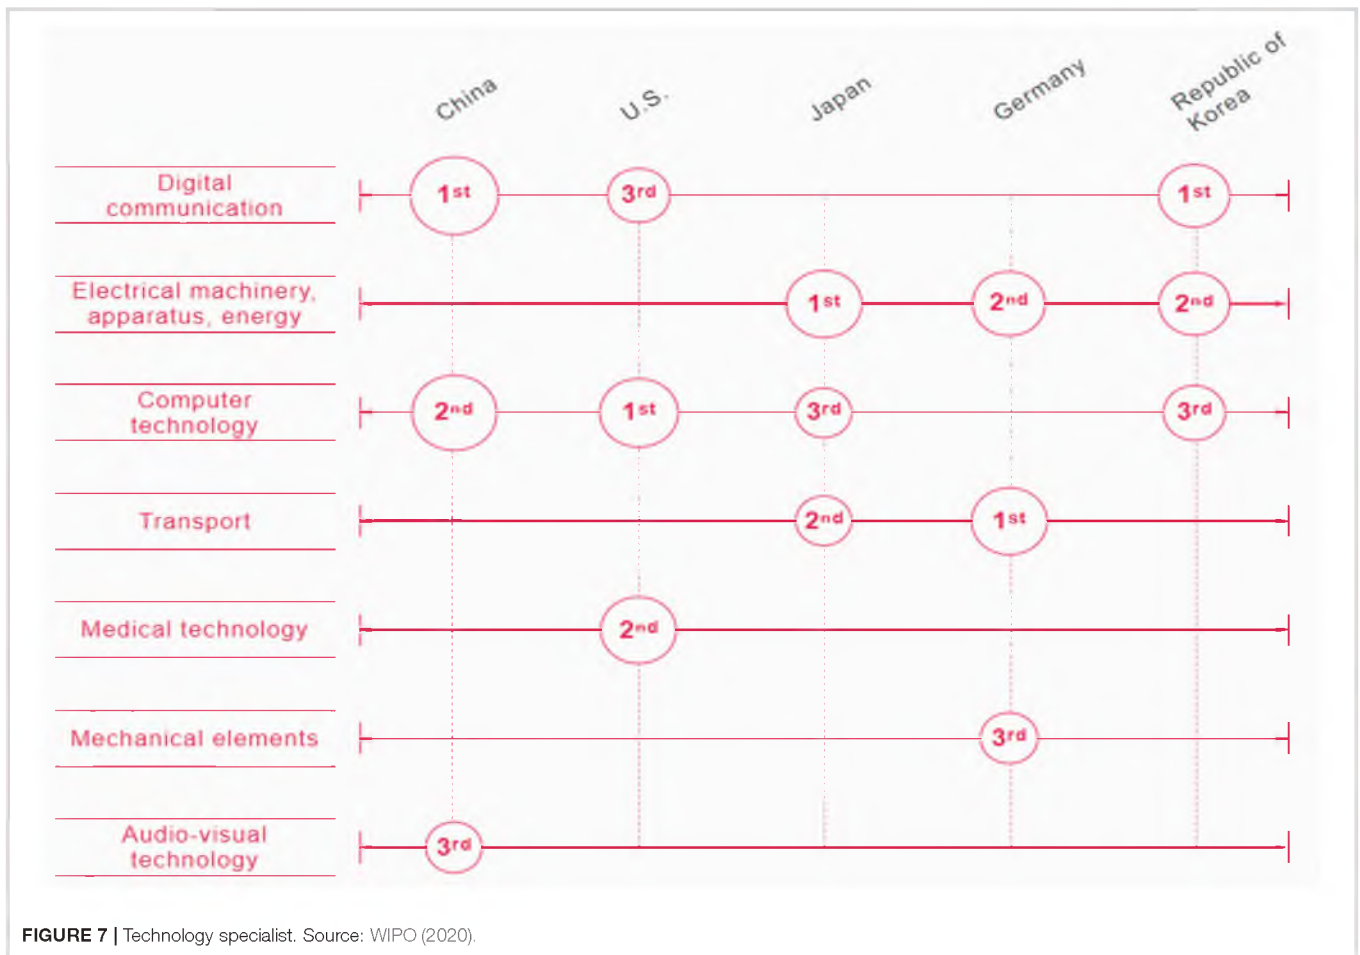 China
U.S.
Japan
Germany
Republic of
Korea
Digital
communication
1st
3rd
1st
Electrical machinery,
apparatus, energy
1st
2nd
2nd
Computer
technology
2nd
1st
3rd
3rd
Transport
2nd
1st
Medical technology
2nd
Mechanical elements
3rd
Audio-visual
technology
3rd
FIGURE 7 | Technology specialist. Source: WIPO (2020).